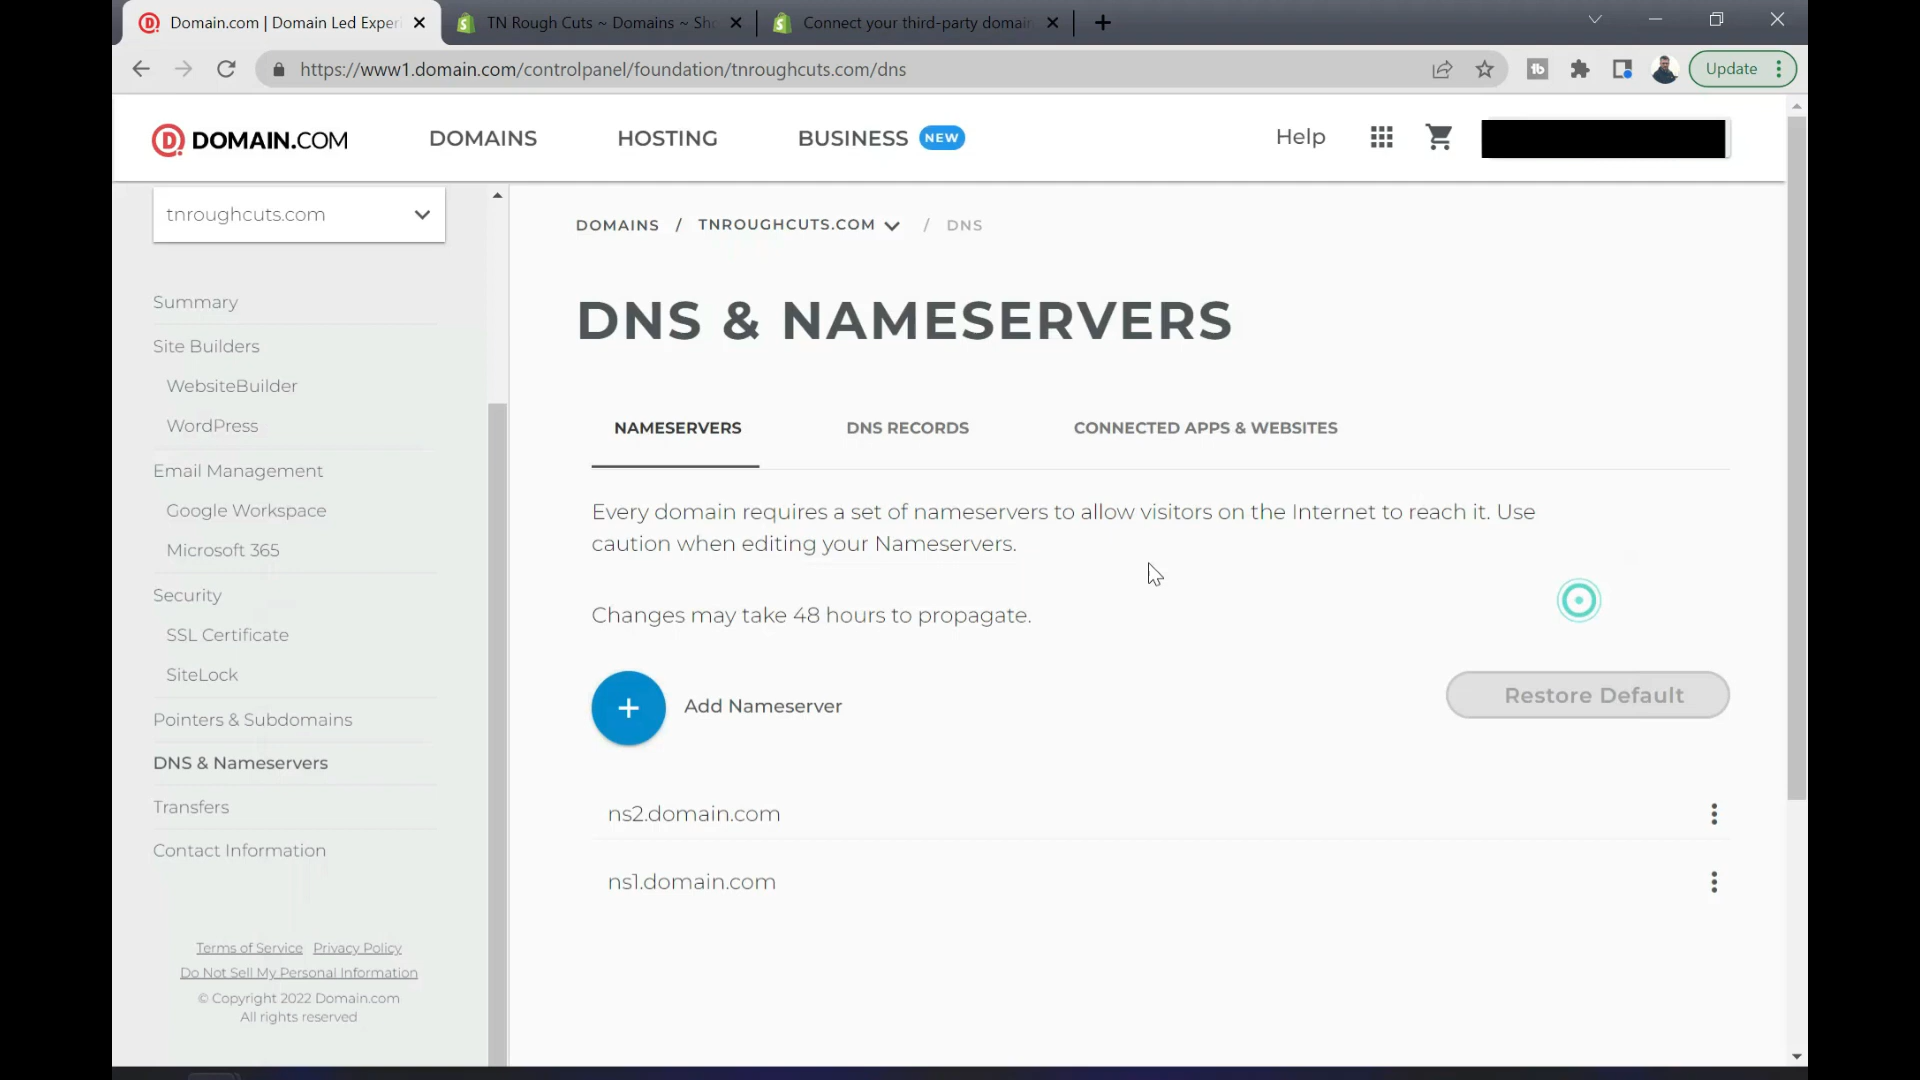 Domain.com | Domain Led Experi
TN Rough Cuts ~ Domains ~ Sho
Connect your third-party domain
https://www1.domain.com/controlpanel/foundation/tnroughcuts.com/dns
Update
DOMAIN.COM
DOMAINS
HOSTING
BUSINESS NEW
Help
tnroughcuts.com
Summary
Site Builders
WebsiteBuilder
WordPress
Email Management
Google Workspace
Microsoft 365
Security
SSL Certificate
SiteLock
Pointers & Subdomains
DNS & Nameservers
Transfers
Contact Information
Terms of Service Privacy Policy
Do Not Sell My Personal Information
© Copyright 2022 Domain.com
All rights reserved
DOMAINS / TNROUGHCUTS.COM / DNS
DNS & NAMESERVERS
NAMESERVERS
DNS RECORDS
CONNECTED APPS & WEBSITES
Every domain requires a set of nameservers to allow visitors on the Internet to reach it. Use
caution when editing your Nameservers.
Changes may take 48 hours to propagate.
Add Nameserver
Restore Default
ns2.domain.com
ns1.domain.com